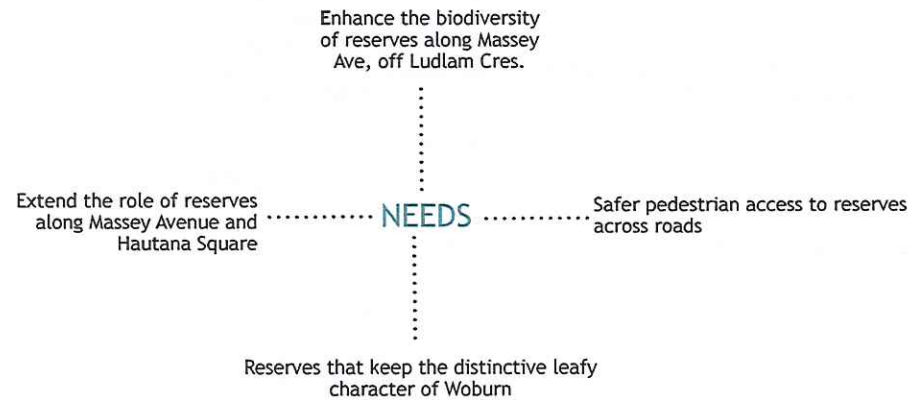 Enhance the biodiversity
of reserves along Massey
Ave, off Ludlam Cres.
Extend the role of reserves
along Massey Avenue and
Hautana Square
NEEDS
Safer pedestrian access to reserves
across roads
Reserves that keep the distinctive leafy
character of Woburn